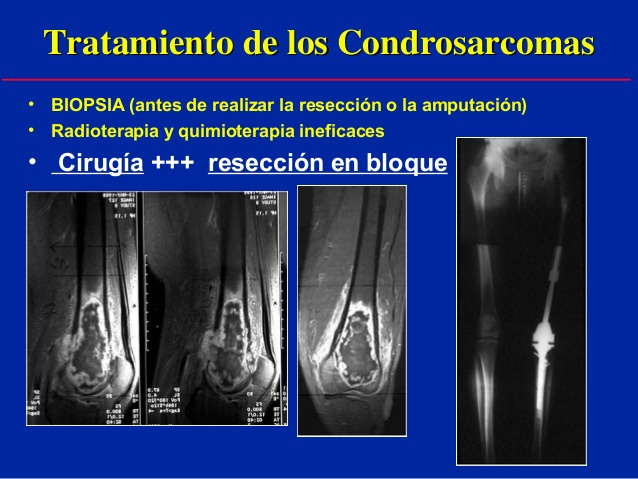 Tratamiento de los Condrosarcomas
• BIOPSIA (antes de realizar la resección o la amputación)
• Radioterapia y quimioterapia ineficaces
• Cirugía +++ resección en bloque